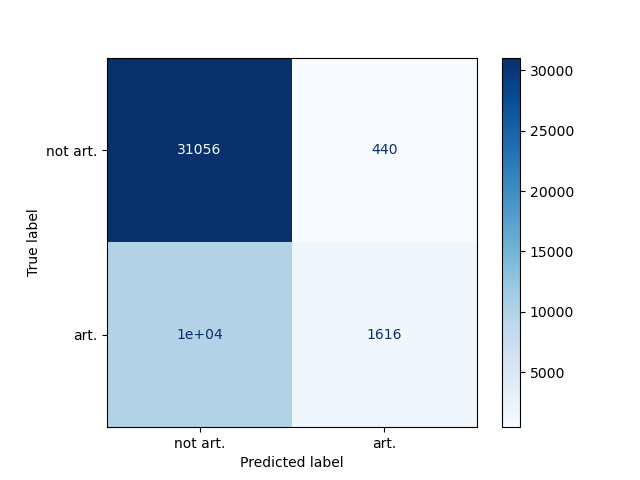 not art.
art.
True label
31056
440
1e+04
1616
not art.
art.
Predicted label
30000
25000
20000
15000
10000
5000